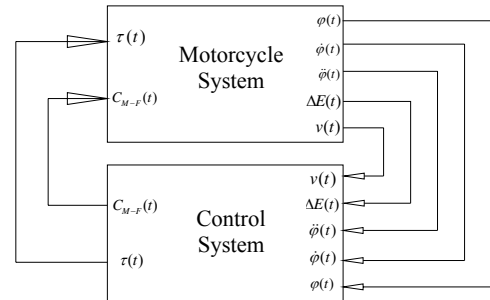 τ(t)
C_{M-F}(t)
Motorcycle
System
φ(t)
φ̇(t)
φ̈(t)
ΔE(t)
v(t)
C_{M-F}(t)
τ(t)
Control
System
v(t)
ΔE(t)
φ̈(t)
φ̇(t)
φ(t)